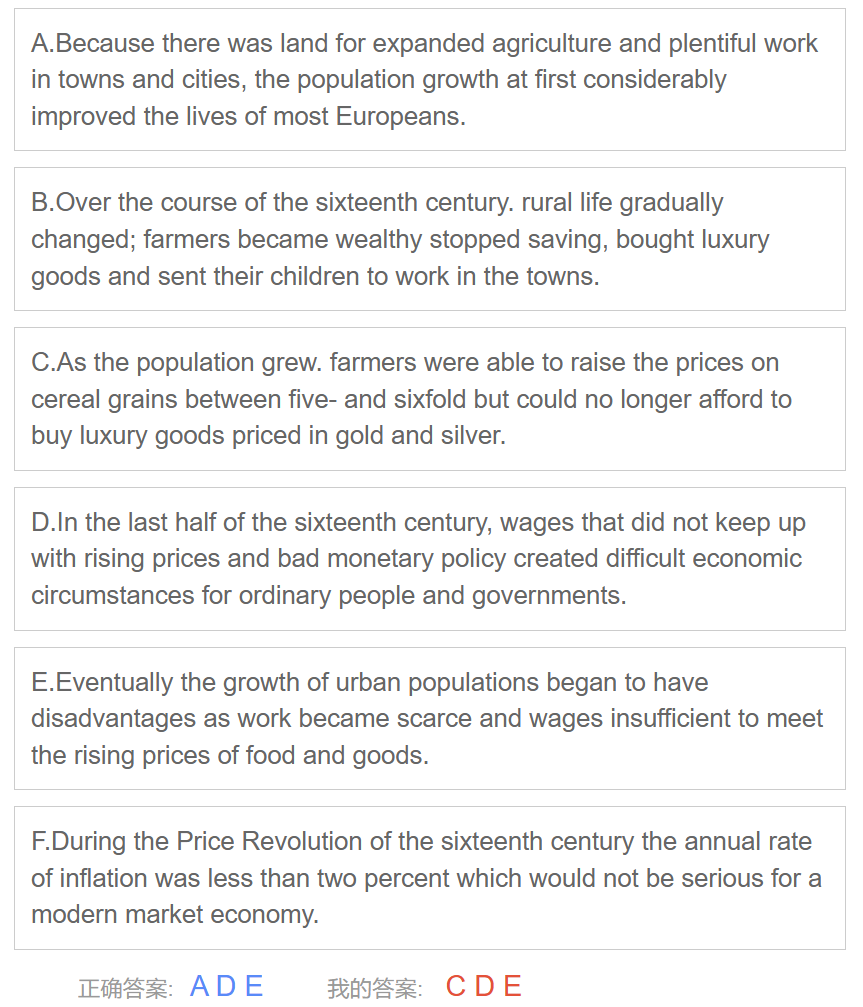 A.Because there was land for expanded agriculture and plentiful work
in towns and cities, the population growth at first considerably
improved the lives of most Europeans.
B.Over the course of the sixteenth century. rural life gradually
changed; farmers became wealthy stopped saving, bought luxury
goods and sent their children to work in the towns.
C.As the population grew. farmers were able to raise the prices on
cereal grains between five- and sixfold but could no longer afford to
buy luxury goods priced in gold and silver.
D.In the last half of the sixteenth century, wages that did not keep up
with rising prices and bad monetary policy created difficult economic
circumstances for ordinary people and governments.
E.Eventually the growth of urban populations began to have
disadvantages as work became scarce and wages insufficient to meet
the rising prices of food and goods.
F.During the Price Revolution of the sixteenth century the annual rate
of inflation was less than two percent which would not be serious for a
modern market economy.
正确答案: A D E 我的答案: C D E